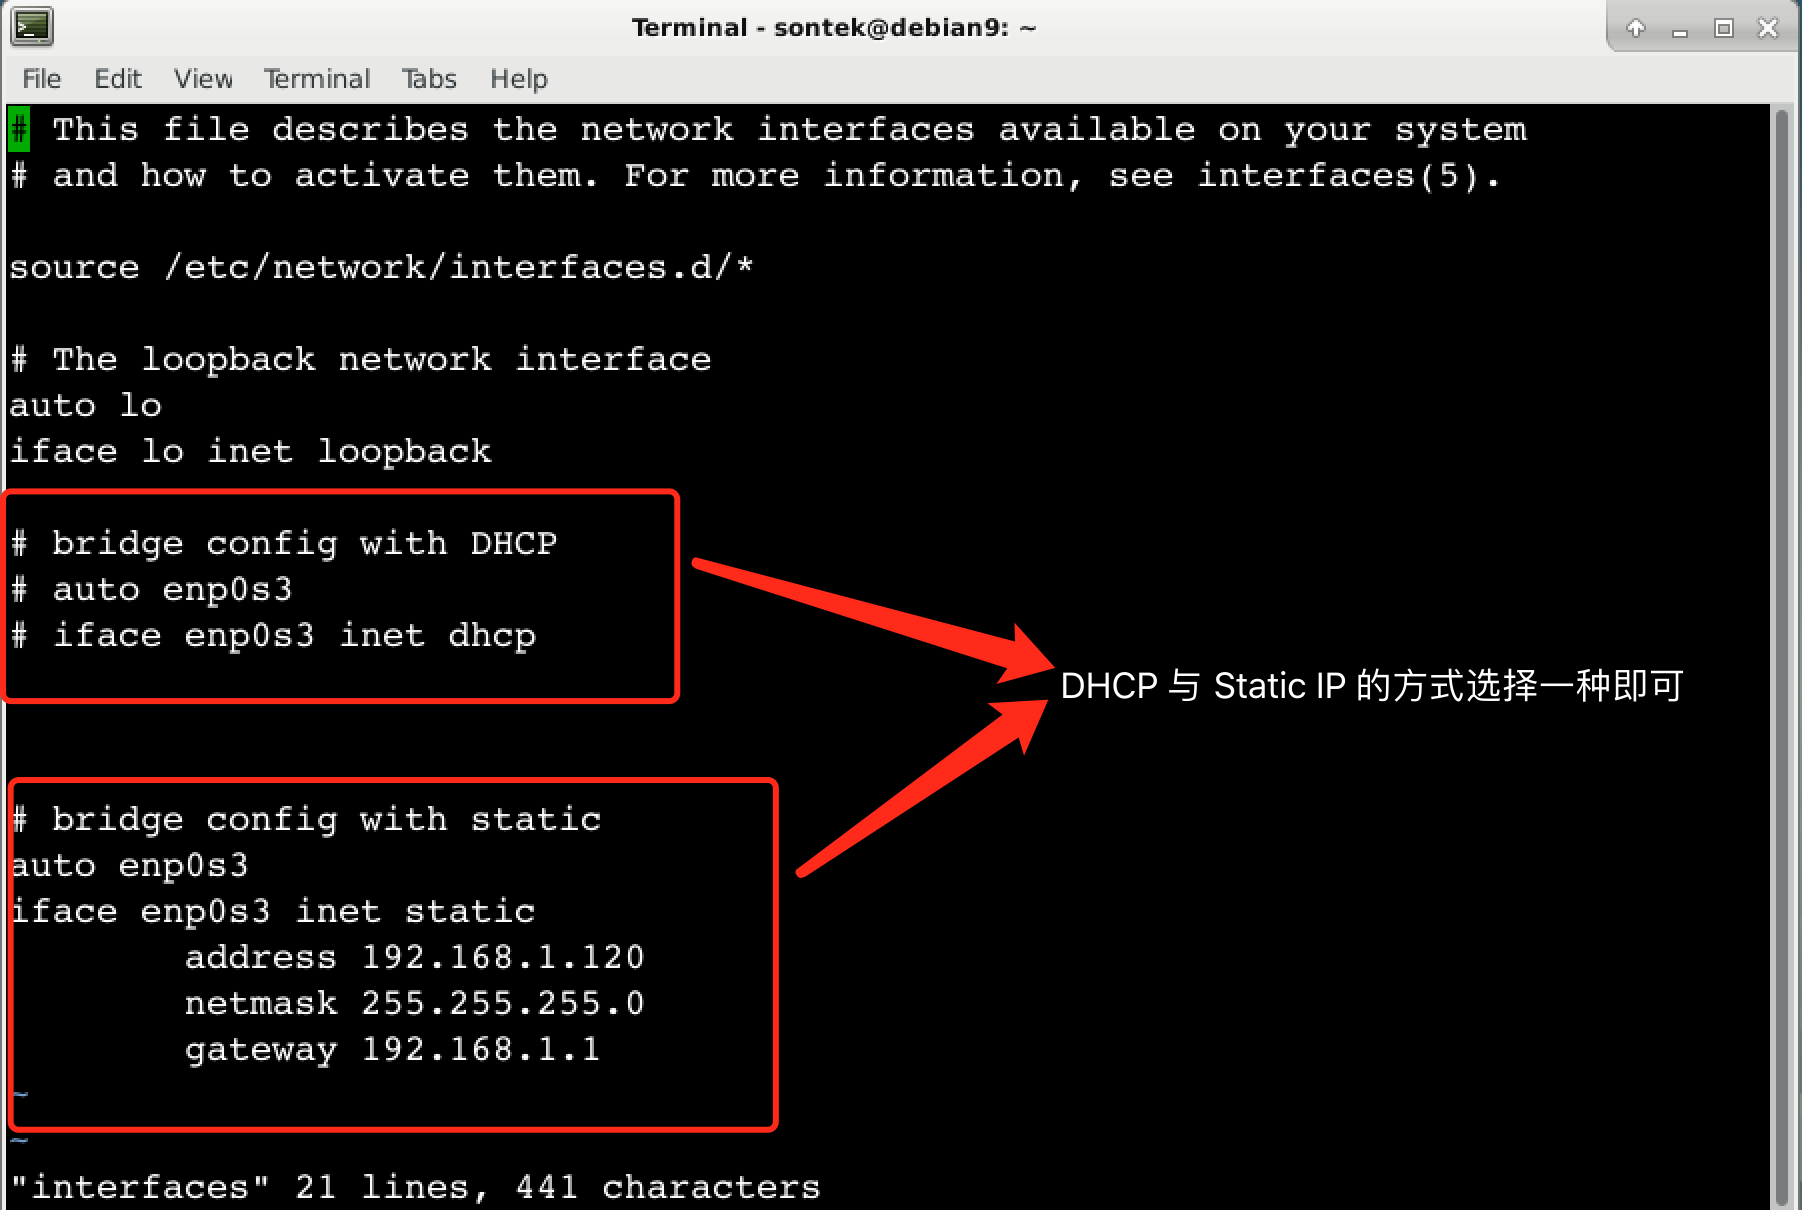 Terminal - sontek@debian9: ~
File Edit View Terminal Tabs Help
# This file describes the network interfaces available on your system
# and how to activate them. For more information, see interfaces(5).
source /etc/network/interfaces.d/*
# The loopback network interface
auto lo
iface lo inet loopback
# bridge config with DHCP
# auto enp0s3
# iface enp0s3 inet dhcp
DHCP 与 Static IP 的方式选择一种即可
# bridge config with static
auto enp0s3
iface enp0s3 inet static
address 192.168.1.120
netmask 255.255.255.0
gateway 192.168.1.1
~
~
"interfaces" 21 lines, 441 characters